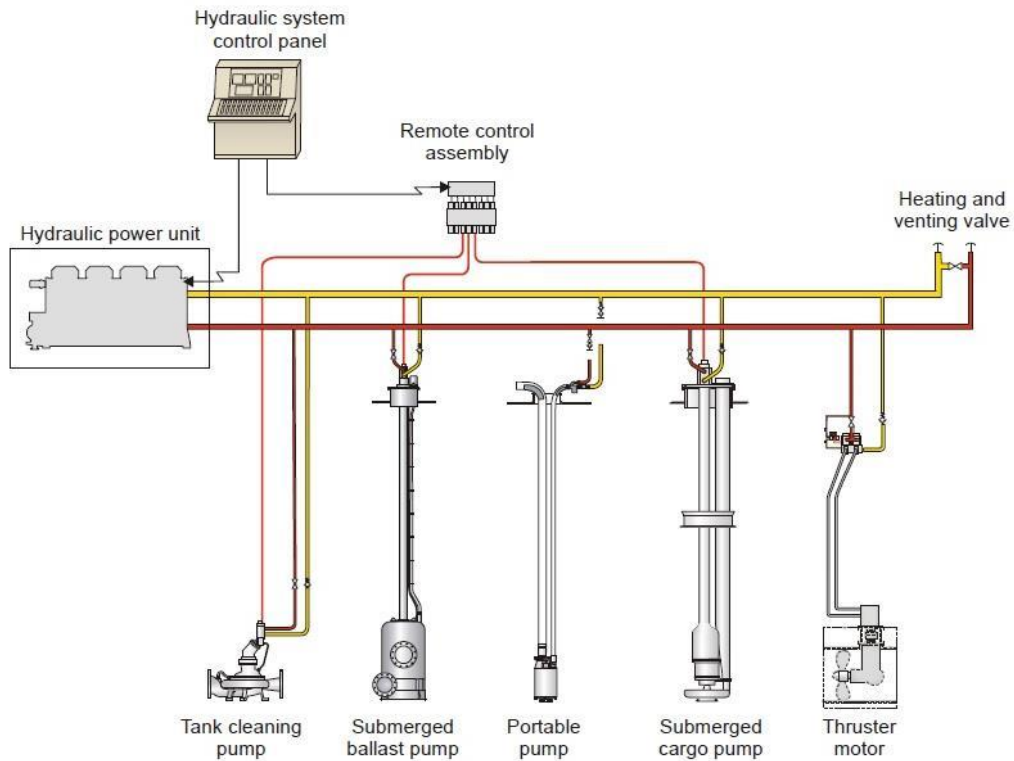 Hydraulic system
control panel
Remote control
assembly
Heating and
venting valve
Hydraulic power unit
Tank cleaning
pump
Submerged
ballast pump
Portable
pump
Submerged
cargo pump
Thruster
motor